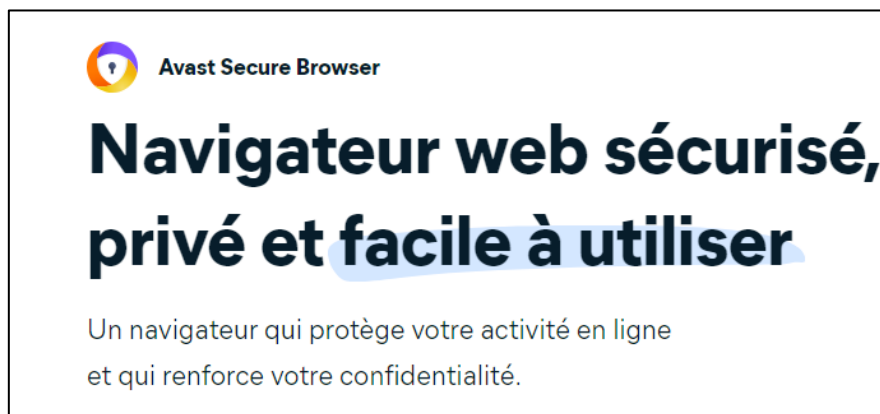 Avast Secure Browser
Navigateur web sécurisé,
privé et facile à utiliser
Un navigateur qui protège votre activité en ligne
et qui renforce votre confidentialité.